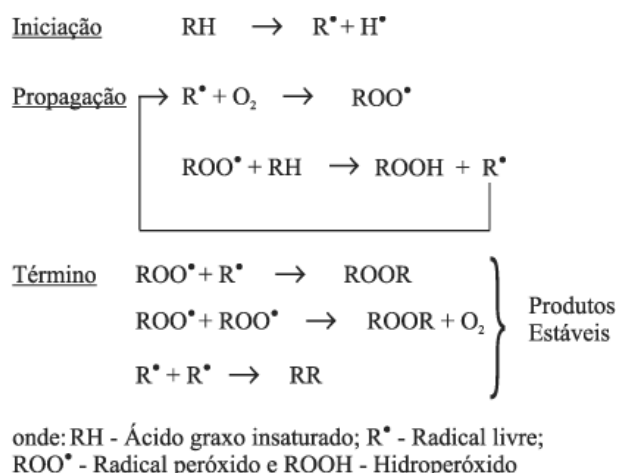 Iniciação RH → R• + H•
Propagação R• + O₂ → ROO•
ROO• + RH → ROOH + R•
Término ROO• + R• → ROOR
ROO• + ROO• → ROOR + O₂
R• + R• → RR
Produtos
Estáveis
onde: RH - Ácido graxo insaturado; R• - Radical livre;
ROO• - Radical peróxido e ROOH - Hidroperóxido